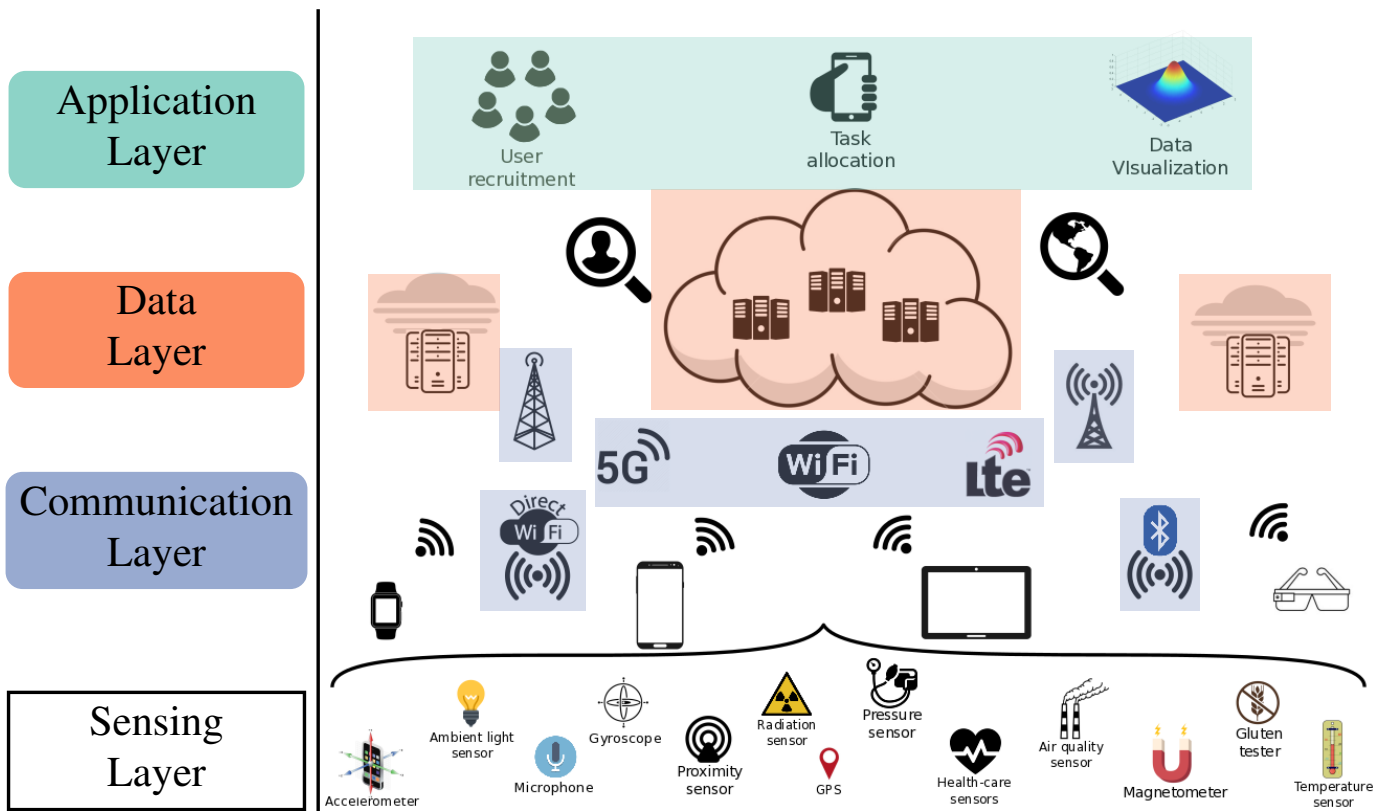 Application
Layer
User
recruitment
Task
allocation
Data
VIsualization
Data
Layer
Communication
Layer
5G
WiFi
Lte
Direct
WiFi
Sensing
Layer
Accelerometer
Ambient light
sensor
Microphone
Gyroscope
Proximity
sensor
Radiation
sensor
GPS
Pressure
sensor
Health-care
sensors
Air quality
sensor
Magnetometer
Gluten
tester
Temperature
sensor